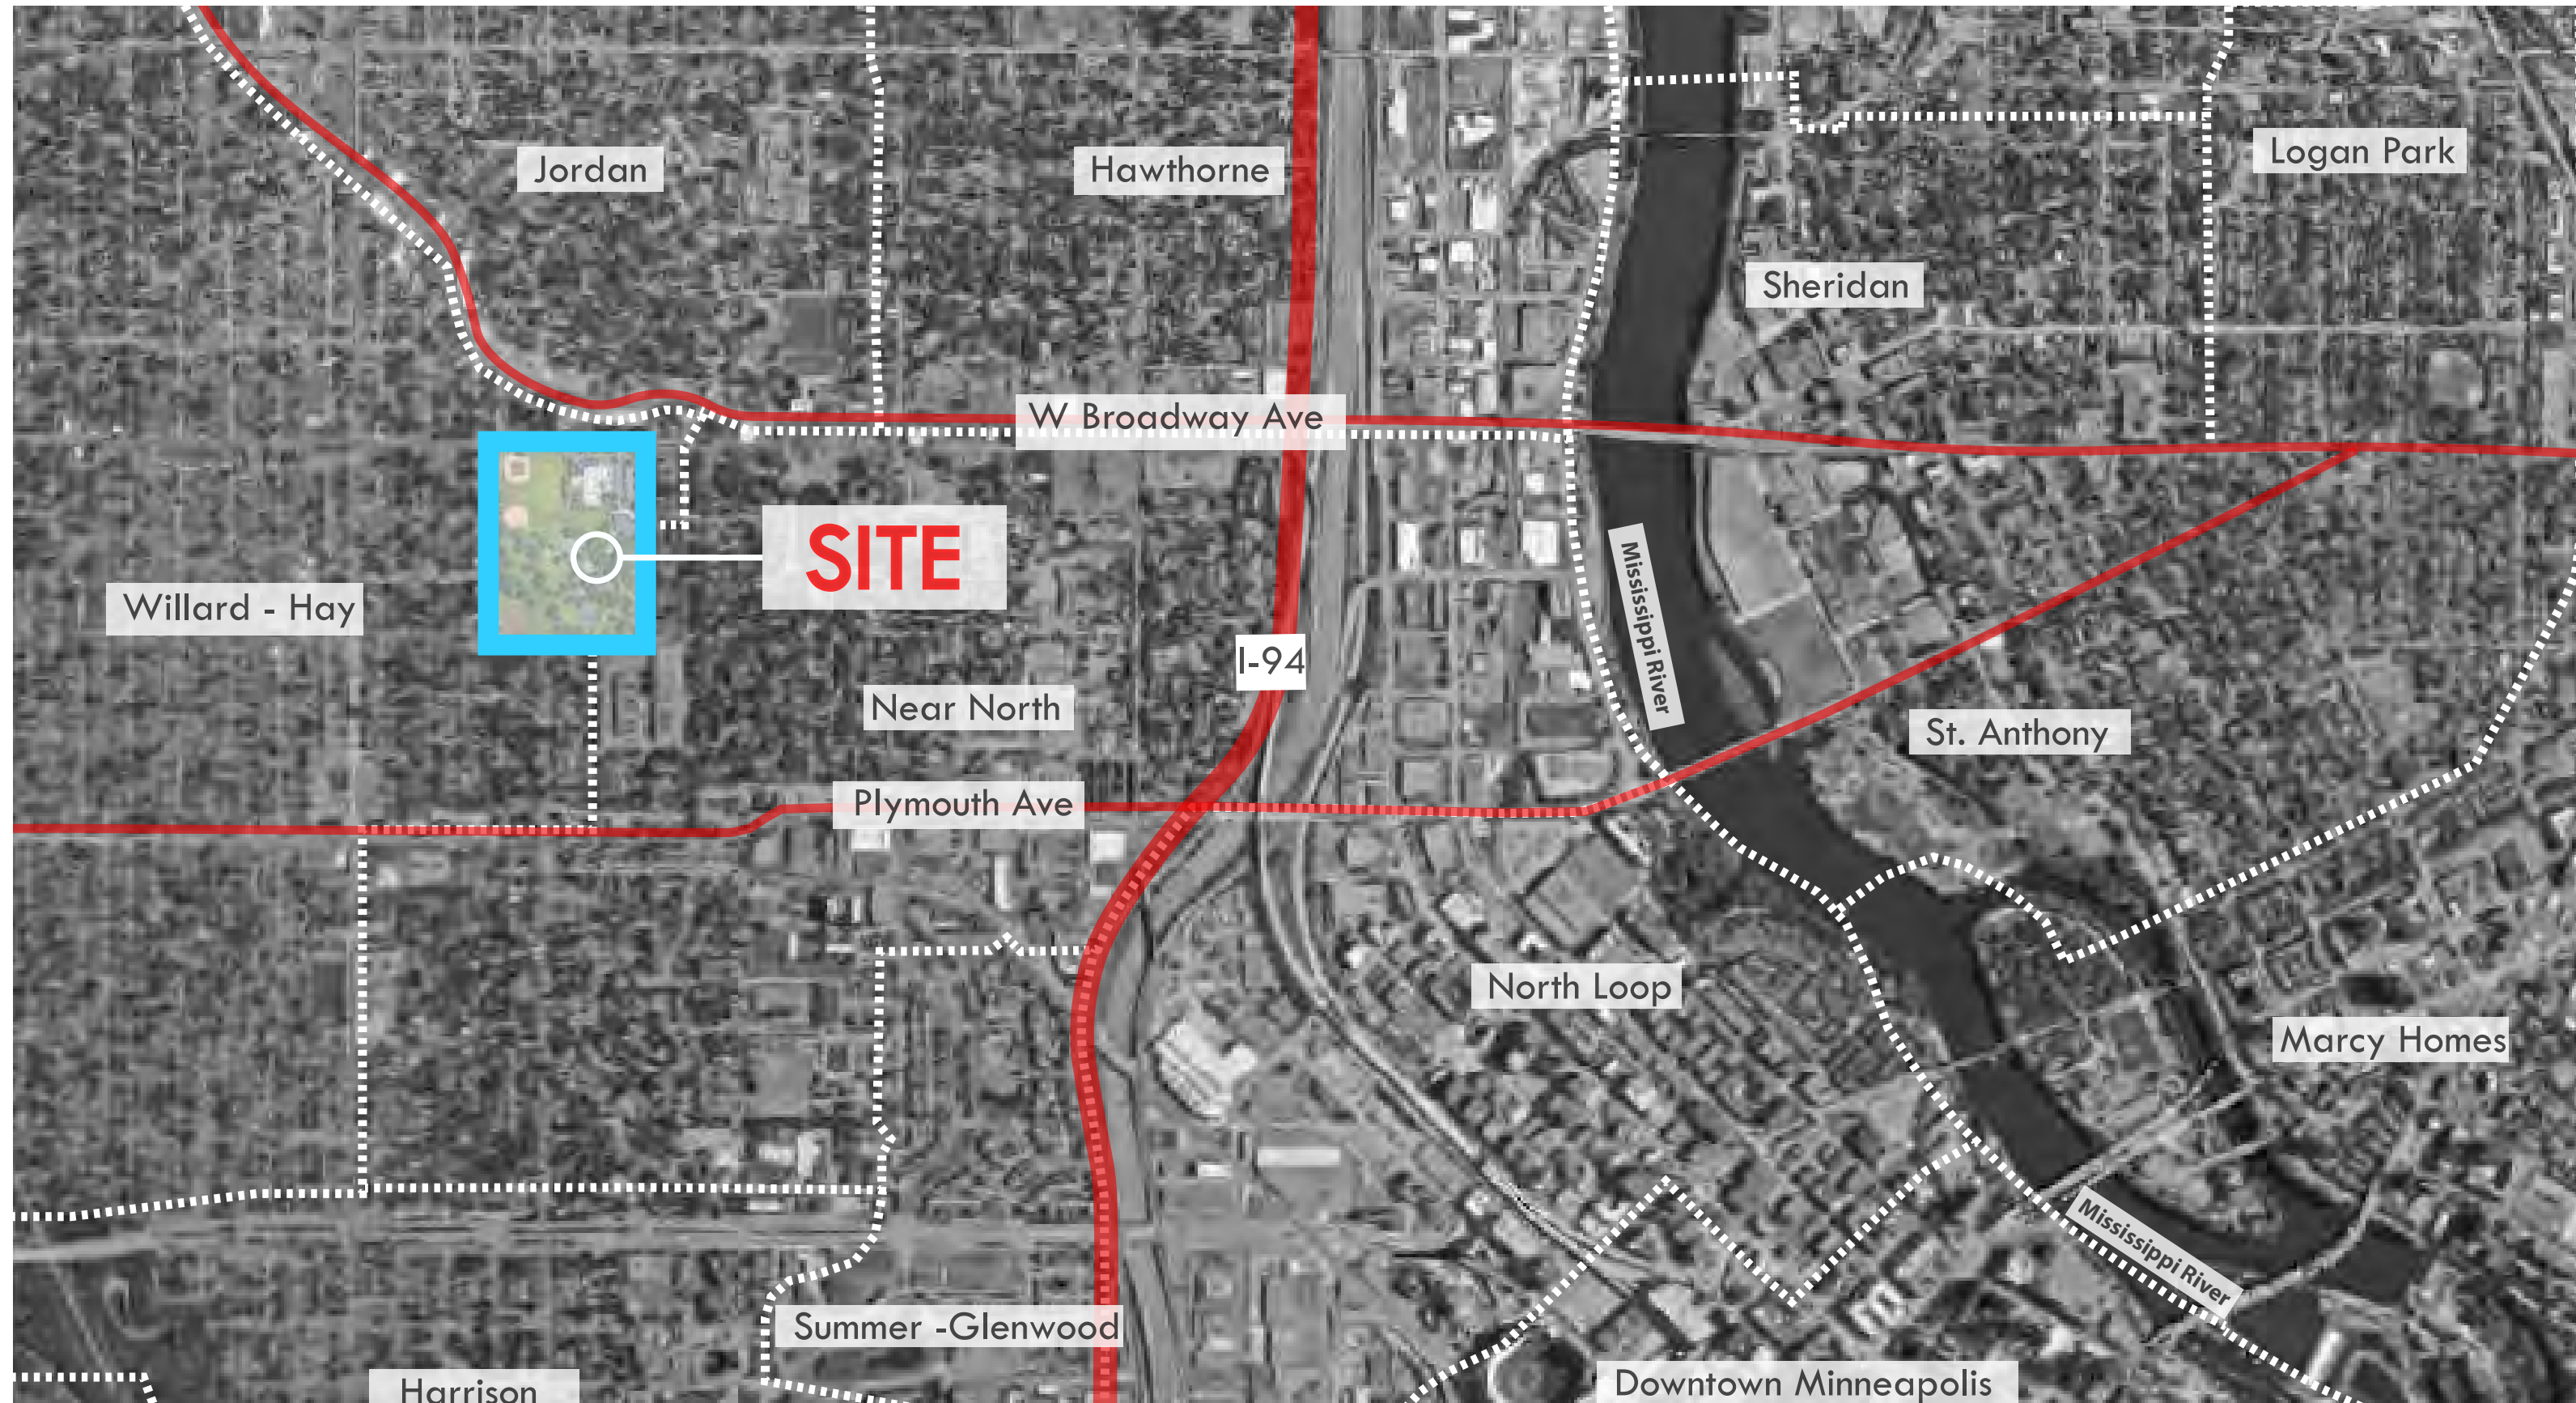 Logan Park
Jordan
Hawthorne
Sheridan
W Broadway Ave
SITE
Willard - Hay
Mississippi River
I-94
Near North
St. Anthony
Plymouth Ave
North Loop
Marcy Homes
Mississippi River
Summer -Glenwood
Downtown Minneapolis
Harrison